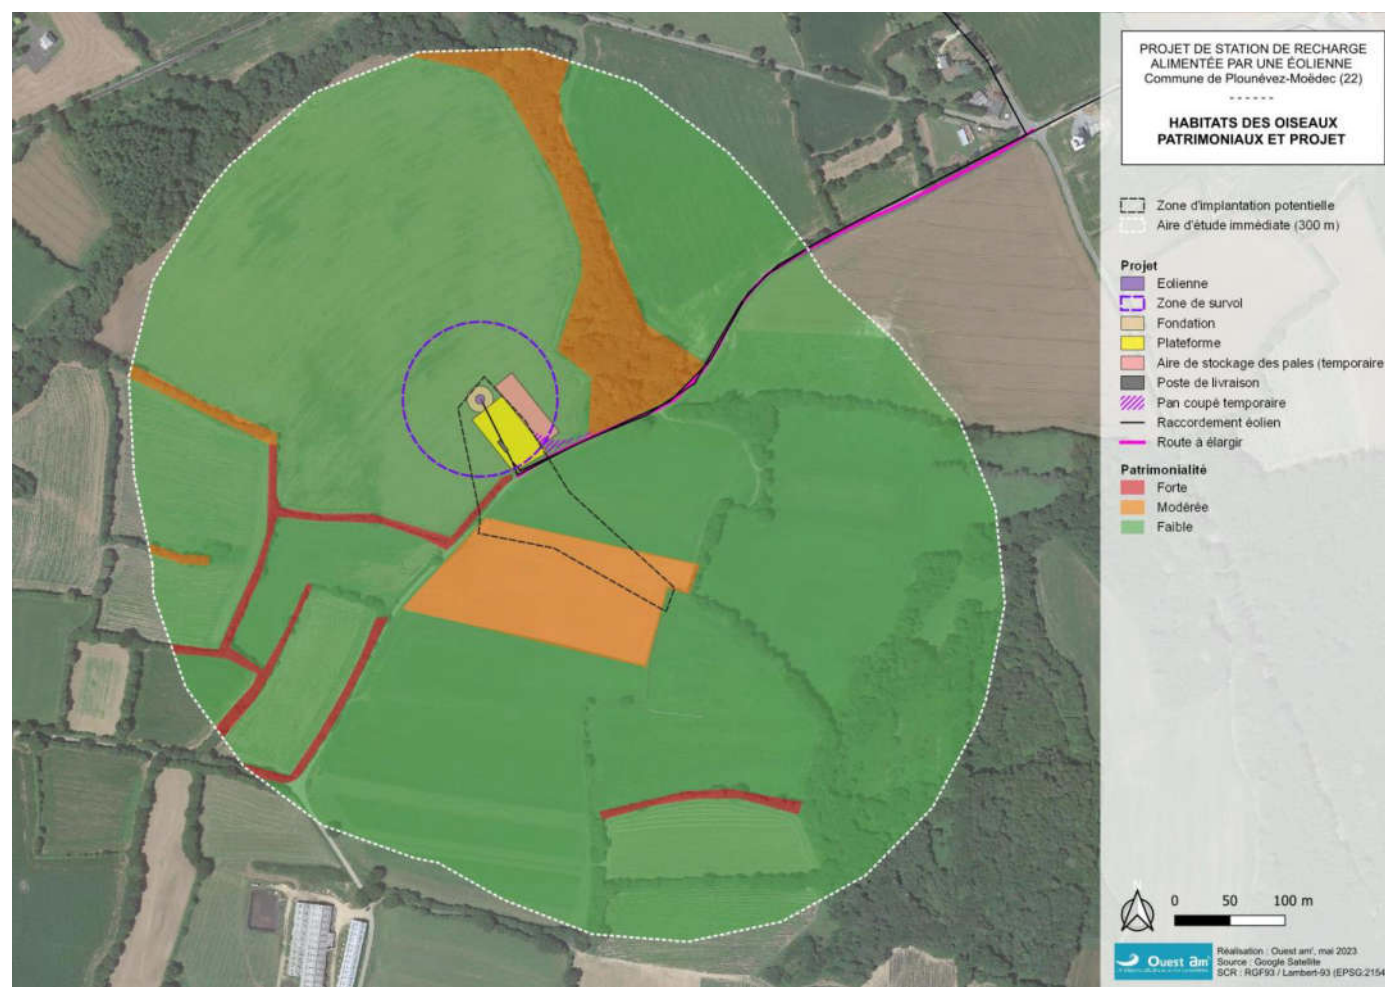 PROJET DE STATION DE RECHARGE
ALIMENTÉE PAR UNE ÉOLIENNE
Commune de Plounévez-Moëdec (22)
- - - - - -
HABITATS DES OISEAUX
PATRIMONIAUX ET PROJET
Zone d'implantation potentielle
Aire d'étude immédiate (300 m)
Projet
Eolienne
Zone de survol
Fondation
Plateforme
Aire de stockage des pales (temporaire
Poste de livraison
Pan coupé temporaire
Raccordement éolien
Route à élargir
Patrimonialité
Forte
Modérée
Faible
N
0 50 100 m
Ouest am'
Réalisation : Ouest am', mai 2023
Source : Google Satellite
SCR : RGF93 / Lambert-93 (EPSG:2154